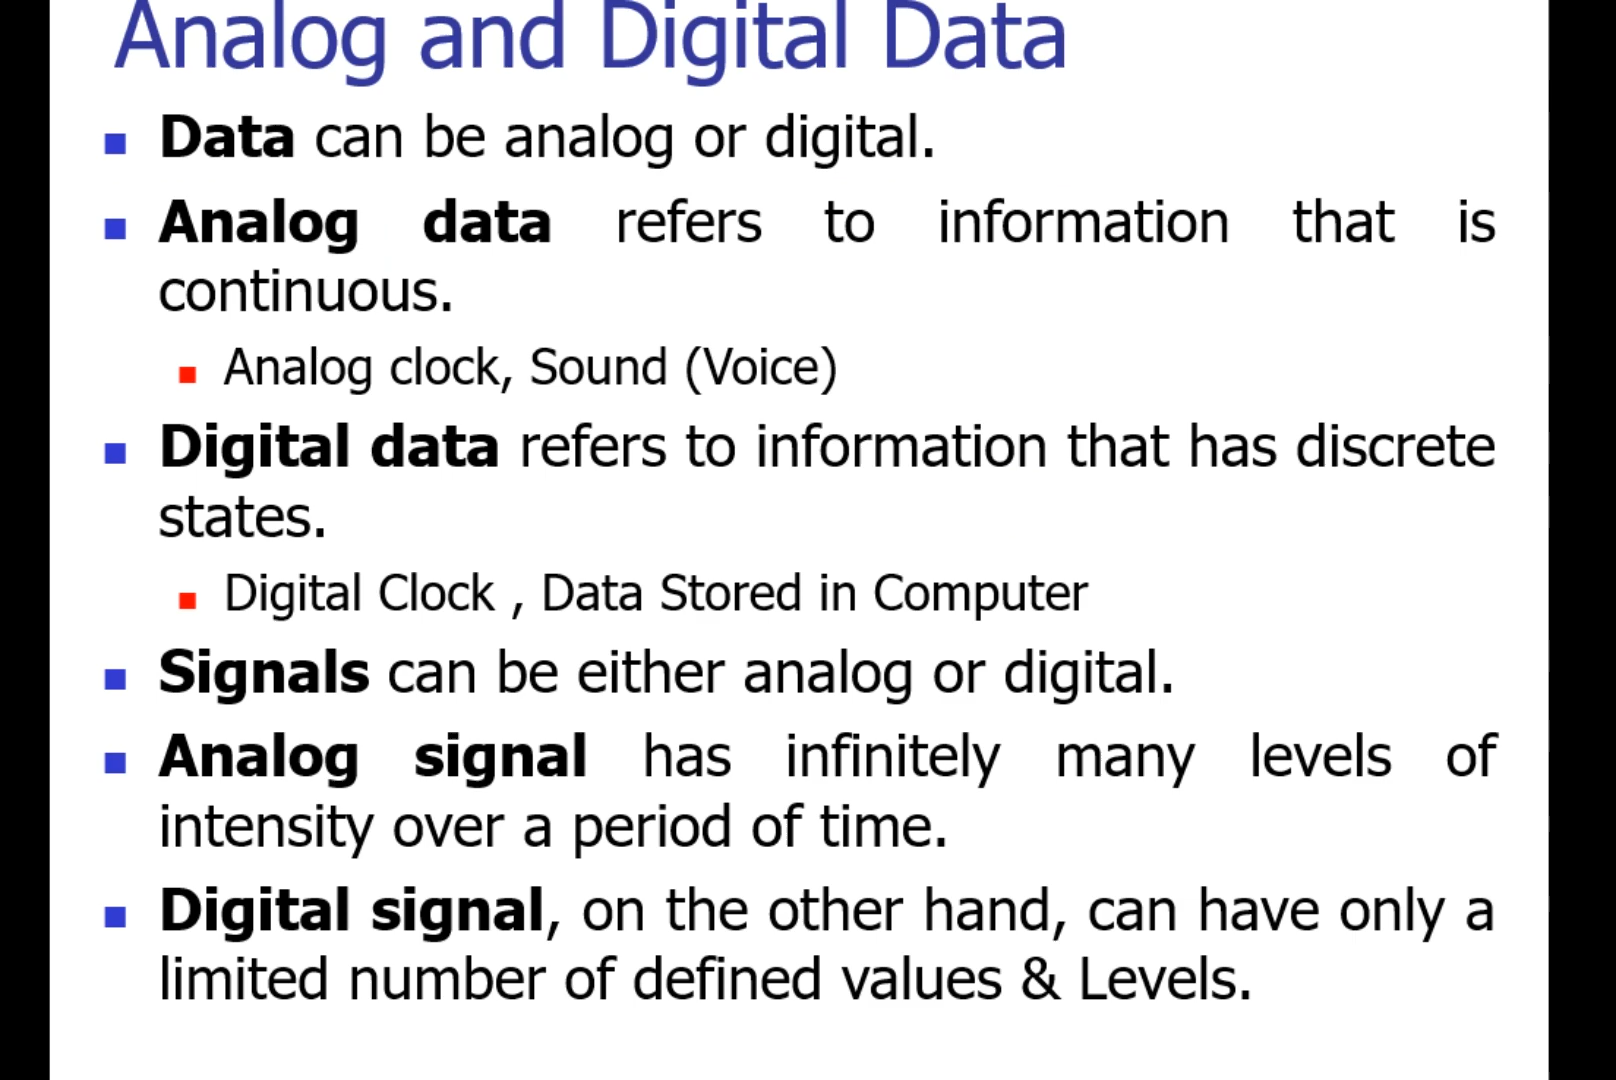 Analog and Digital Data
Data can be analog or digital.
Analog data refers to information that is
continuous.
Analog clock, Sound (Voice)
Digital data refers to information that has discrete
states.
Digital Clock , Data Stored in Computer
Signals can be either analog or digital.
Analog signal has infinitely many levels of
intensity over a period of time.
Digital signal, on the other hand, can have only a
limited number of defined values & Levels.